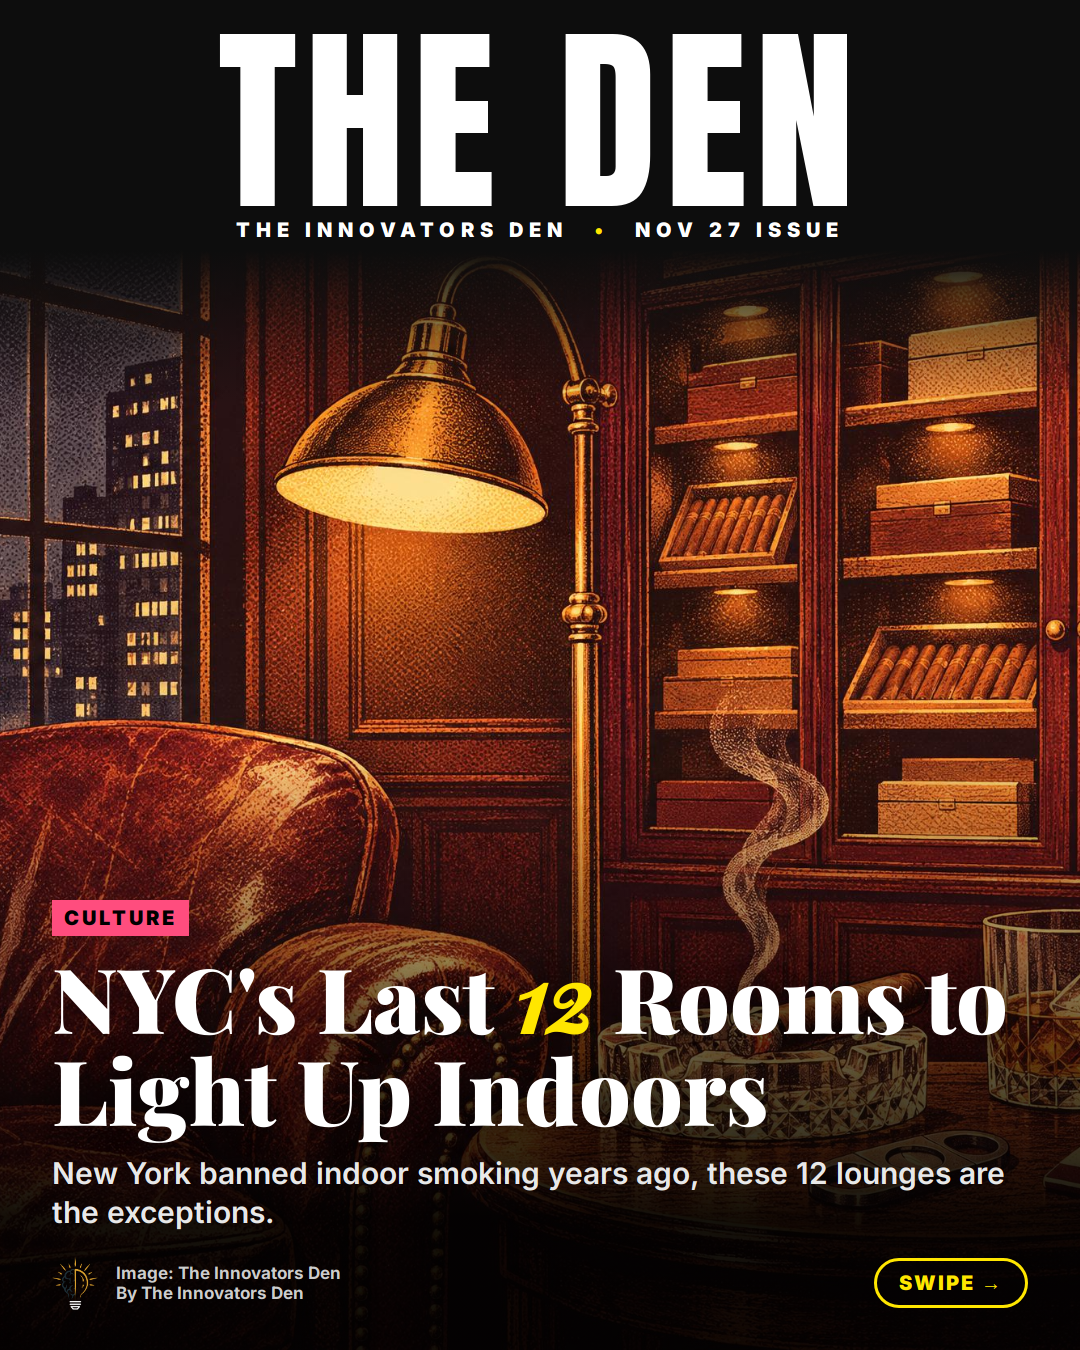 THE DEN
THE INNOVATORS DEN • NOV 27 ISSUE
CULTURE
NYC's Last 12 Rooms to
Light Up Indoors
New York banned indoor smoking years ago, these 12 lounges are
the exceptions.
Image: The Innovators Den
By The Innovators Den
SWIPE →